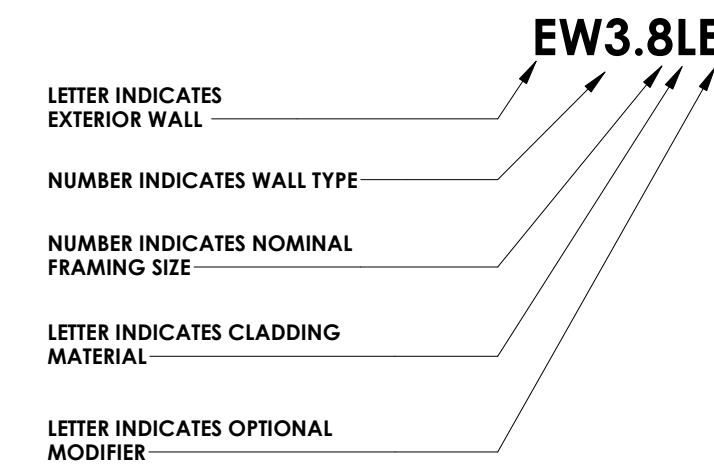 EW3.8LE
LETTER INDICATES
EXTERIOR WALL
NUMBER INDICATES WALL TYPE
NUMBER INDICATES NOMINAL
FRAMING SIZE
LETTER INDICATES CLADDING
MATERIAL
LETTER INDICATES OPTIONAL
MODIFIER